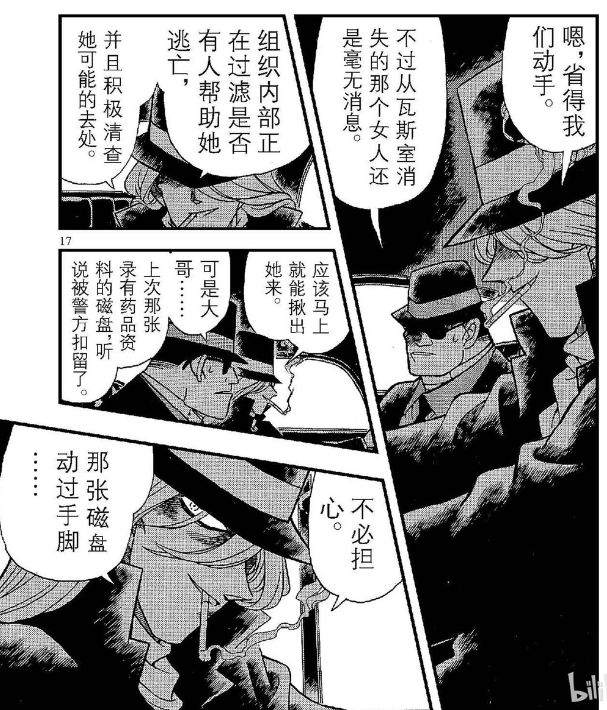 嗯,省得我
们动手。
不过从瓦斯室消
失的那个女人还
是毫无消息。
组织内部正
在过滤是否
有人帮助她
逃亡,
并且积极清查
她可能的去处。
17
应该马上
就能揪出
她来。
可是大
哥……
上次那张
录有药品资
料的磁盘,听
说被警方扣留了。
不必担
心。
那张磁盘
动过手脚
……